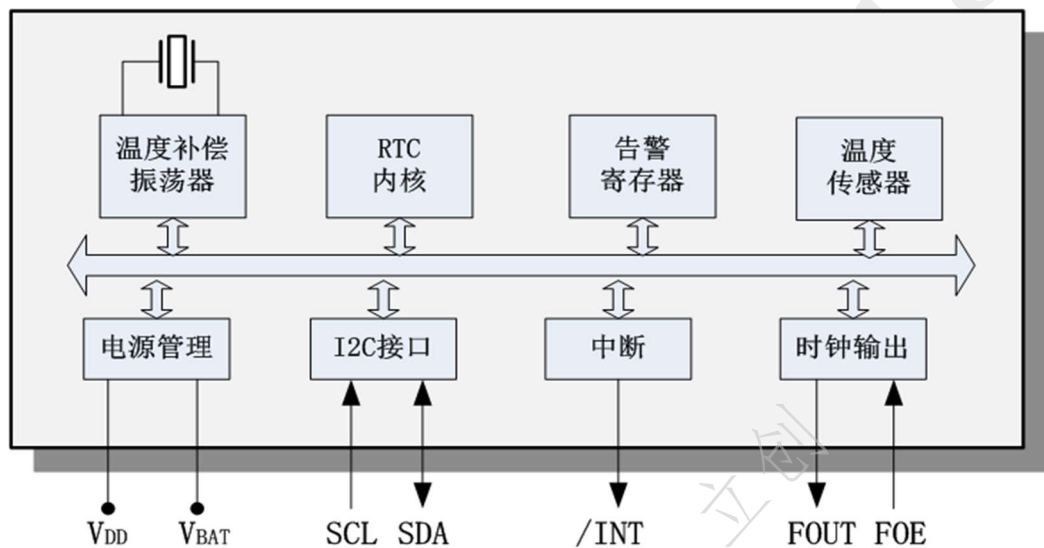 温度补偿
振荡器
RTC
内核
告警
寄存器
温度
传感器
电源管理
I2C接口
中断
时钟输出
立创
VDD VBAT SCL SDA /INT FOUT FOE